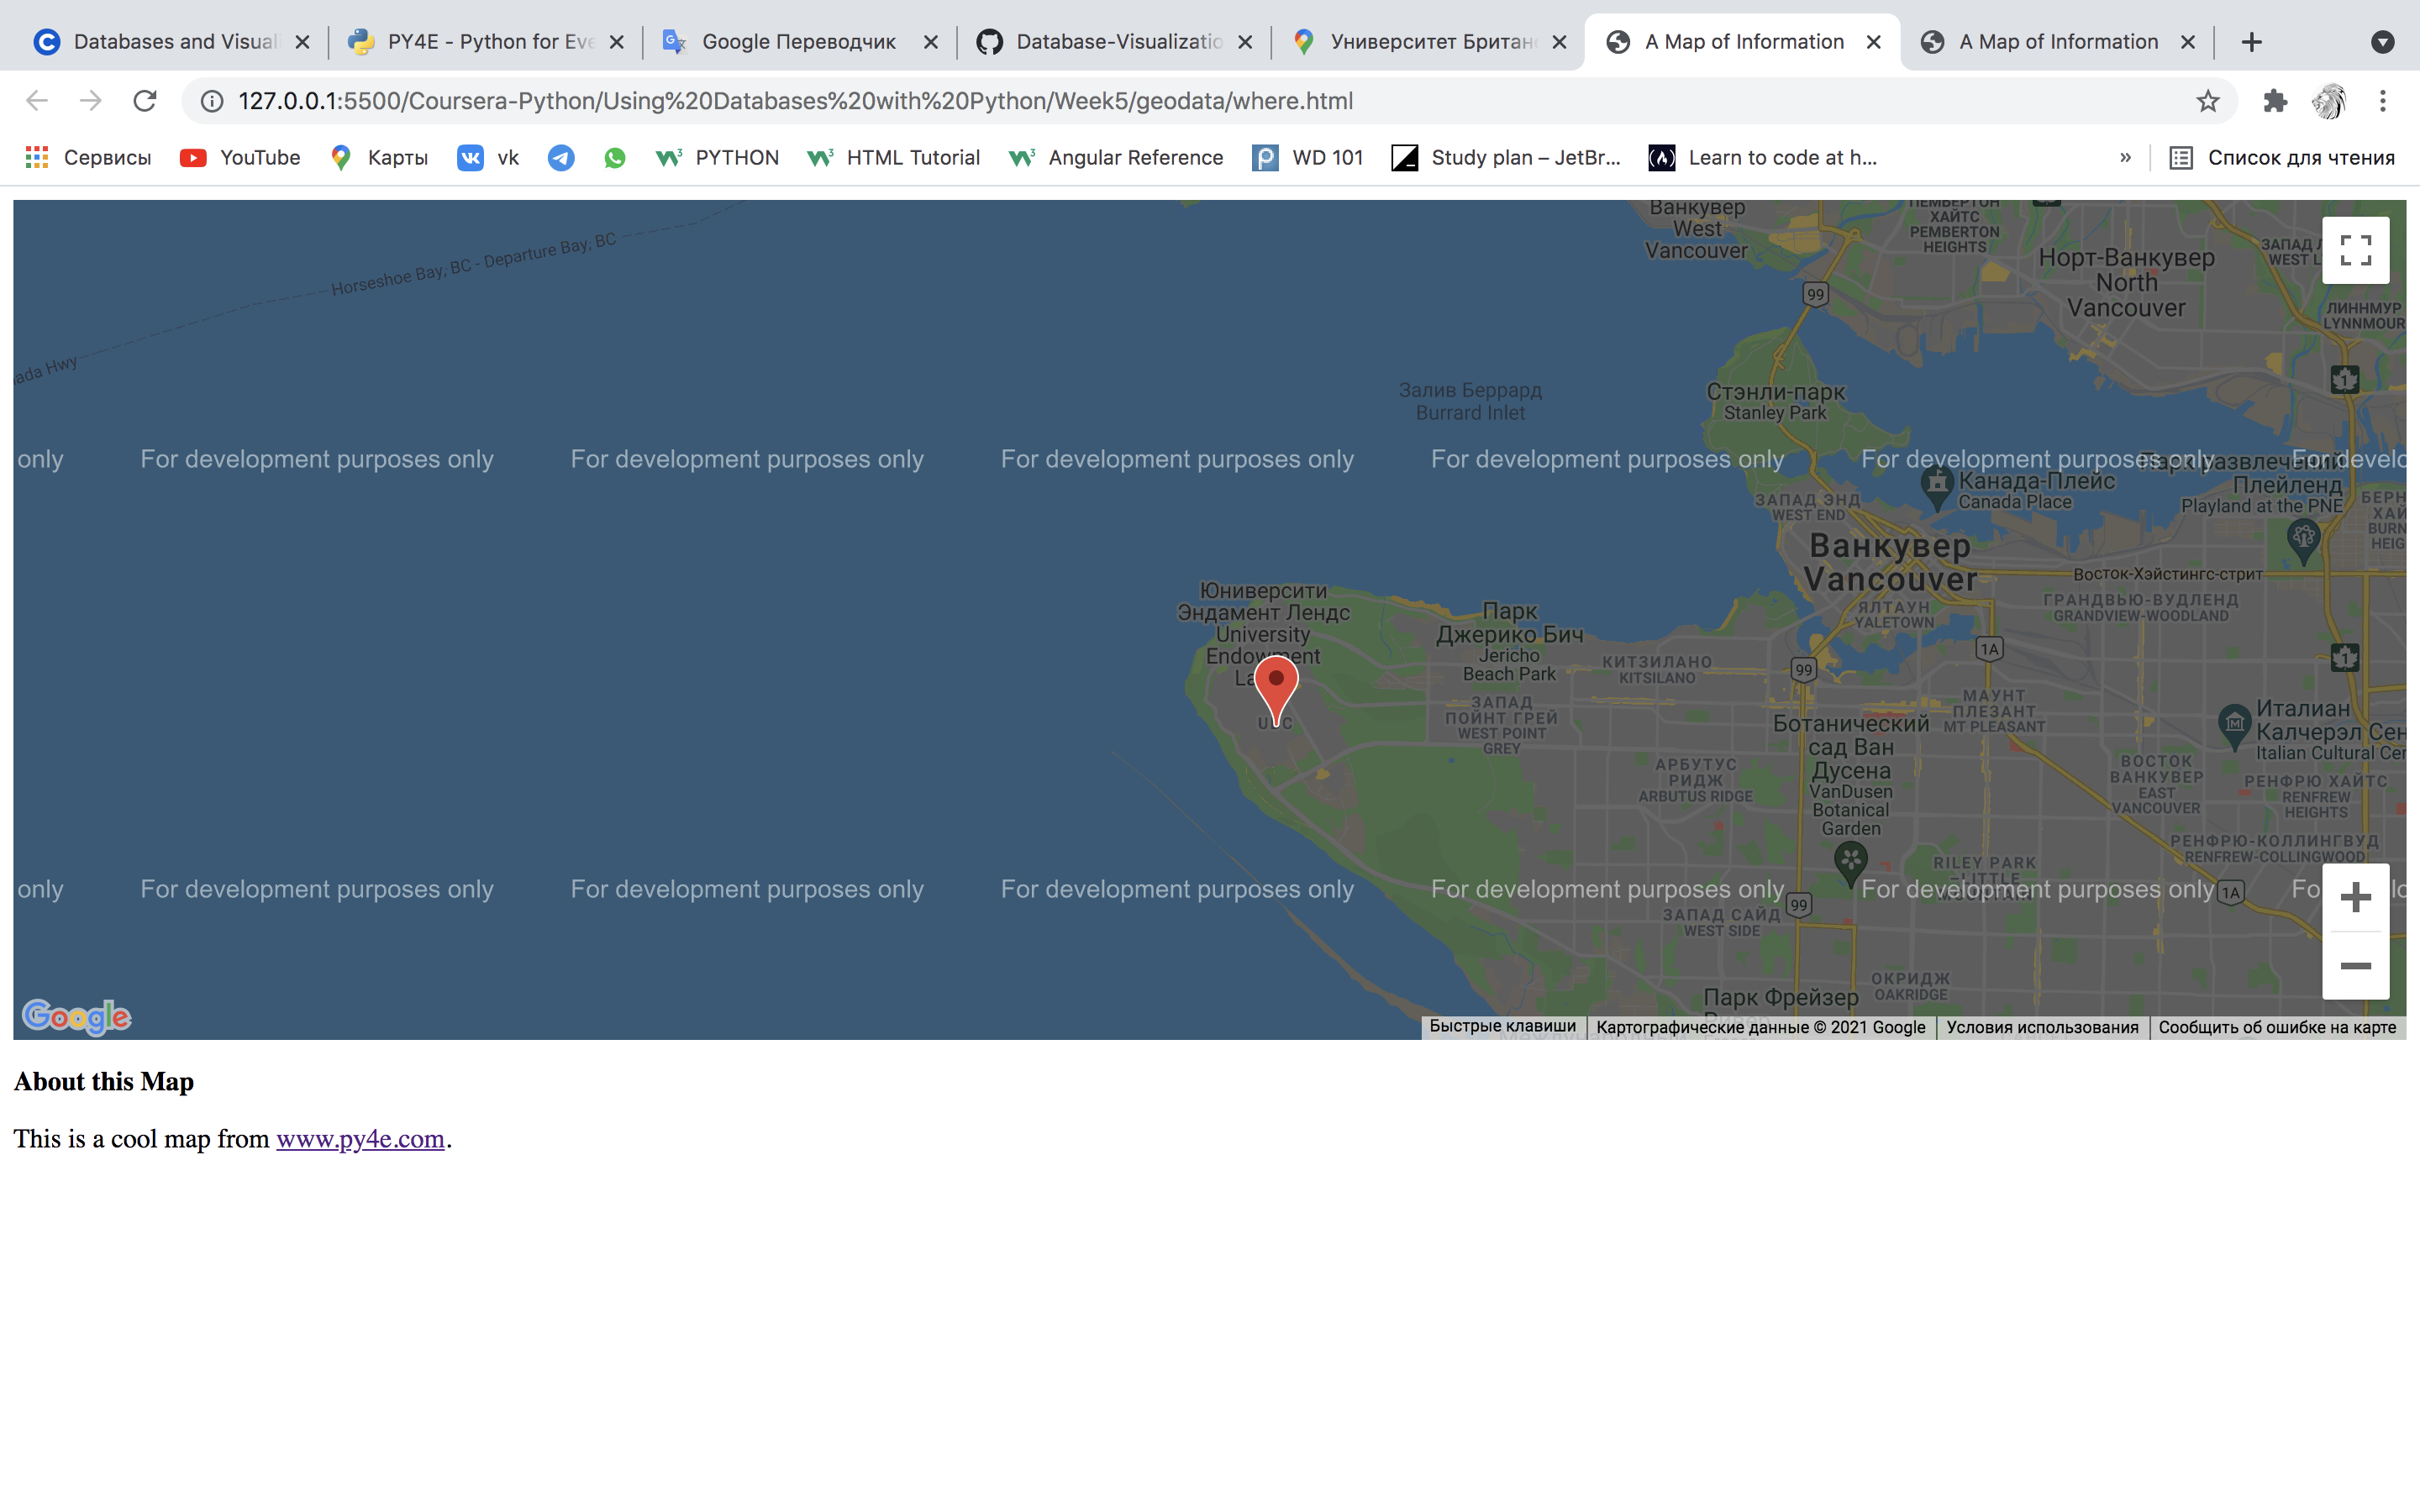 Databases and Visuali
PY4E - Python for Eve
Google Переводчик
Database-Visualizatio
Университет Британс
A Map of Information
A Map of Information
127.0.0.1:5500/Coursera-Python/Using%20Databases%20with%20Python/Week5/geodata/where.html
Сервисы
YouTube
Карты
vk
PYTHON
HTML Tutorial
Angular Reference
WD 101
Study plan – JetBr...
Learn to code at h...
»
Список для чтения
Horseshoe Bay, BC - Departure Bay, BC
ada Hwy
Ванкувер
West
Vancouver
ПЕМБЕРТОН
ХАЙТС
PEMBERTON
HEIGHTS
Норт-Ванкувер
North
Vancouver
ЗАПАД Л
WEST L
ЛИННМУР
LYNNMOUR
99
1
Залив Беррард
Burrard Inlet
Стэнли-парк
Stanley Park
only
For development purposes only
For development purposes only
For development purposes only
For development purposes only
For development purposes only
For develo
Парк развлечений
Плейленд
Playland at the PNE
Канада-Плейс
Canada Place
ЗАПАД ЭНД
WEST END
БЕРН
ХАЙ
BURN
HEIG
Ванкувер
Vancouver
Восток-Хэйстингс-стрит
ЯЛТАУН
YALETOWN
ГРАНДВЬЮ-ВУДЛЕНД
GRANDVIEW-WOODLAND
Юниверсити
Эндамент Лендс
University
Endowment
La
UBC
Парк
Джерико Бич
Jericho
Beach Park
КИТЗИЛАНО
KITSILANO
99
1A
1
ЗАПАД
ПОЙНТ ГРЕЙ
WEST POINT
GREY
МАУНТ
ПЛЕЗАНТ
MT PLEASANT
Ботанический
сад Ван
Дусена
VanDusen
Botanical
Garden
Италиан
Калчерэл Сен
Italian Cultural Cer
АРБУТУС
РИДЖ
ARBUTUS RIDGE
ВОСТОК
ВАНКУВЕР
EAST
VANCOUVER
РЕНФРЮ ХАЙТС
RENFREW
HEIGHTS
РЕНФРЮ-КОЛЛИНГВУД
RENFREW-COLLINGWOOD
RILEY PARK
–LITTLE
only
For development purposes only
For development purposes only
For development purposes only
For development purposes only
For development purposes only
Fo
lo
1A
99
ЗАПАД САЙД
WEST SIDE
ОКРИДЖ
OAKRIDGE
Парк Фрейзер
Google
Быстрые клавиши
Картографические данные © 2021 Google
Условия использования
Сообщить об ошибке на карте
About this Map
This is a cool map from www.py4e.com.